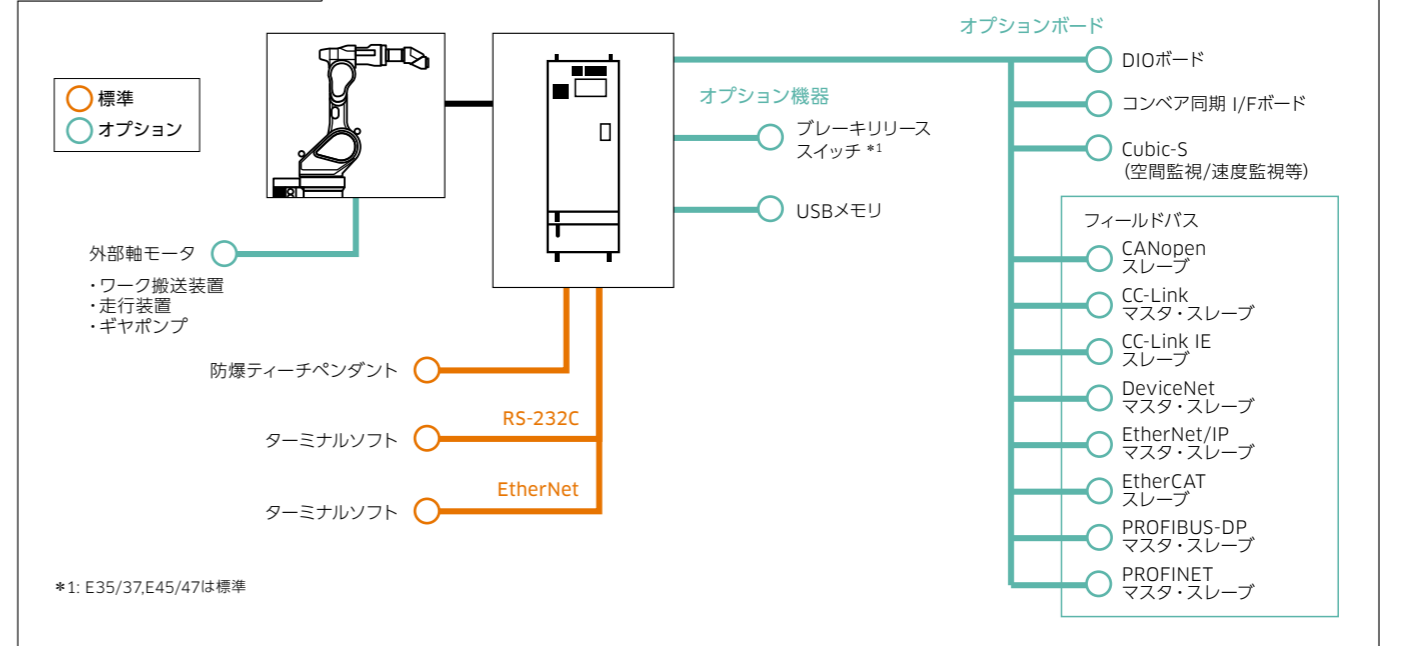 標準
オプション
外部軸モータ
・ワーク搬送装置
・走行装置
・ギヤポンプ
防爆ティーチペンダント
RS-232C
ターミナルソフト
EtherNet
ターミナルソフト
*1: E35/37,E45/47は標準
オプション機器
ブレーキリリース
スイッチ *1
USBメモリ
オプションボード
DIOボード
コンベア同期 I/Fボード
Cubic-S
(空間監視/速度監視等)
フィールドバス
CANopen
スレーブ
CC-Link
マスタ・スレーブ
CC-Link IE
スレーブ
DeviceNet
マスタ・スレーブ
EtherNet/IP
マスタ・スレーブ
EtherCAT
スレーブ
PROFIBUS-DP
マスタ・スレーブ
PROFINET
マスタ・スレーブ